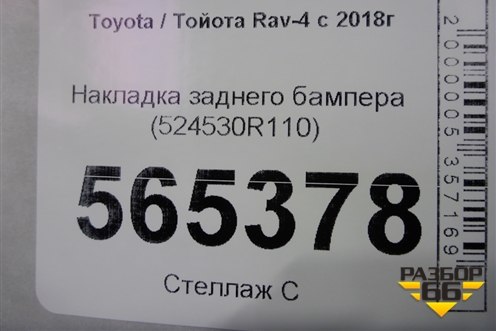 Toyota / Тойота Rav-4 с 2018г
Накладка заднего бампера
(524530R110)
565378
Стеллаж С
2000005357169
РАЗБОР
66